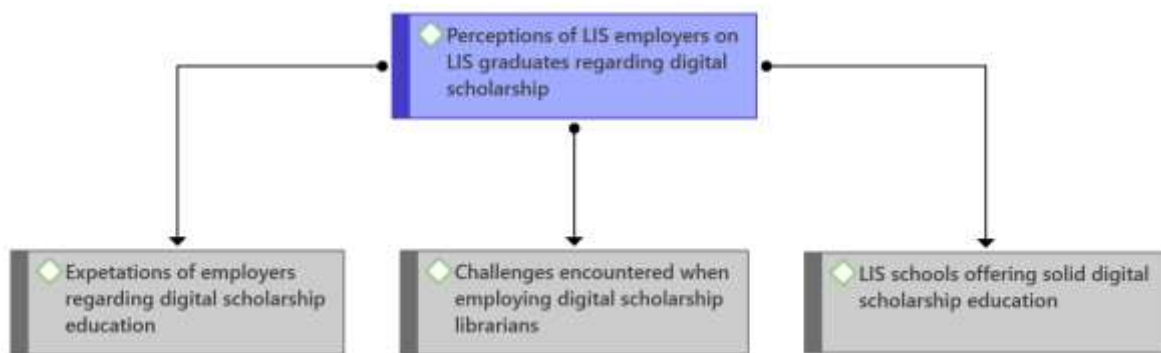 Perceptions of LIS employers on
LIS graduates regarding digital
scholarship
Expetations of employers
regarding digital scholarship
education
Challenges encountered when
employing digital scholarship
librarians
LIS schools offering solid digital
scholarship education